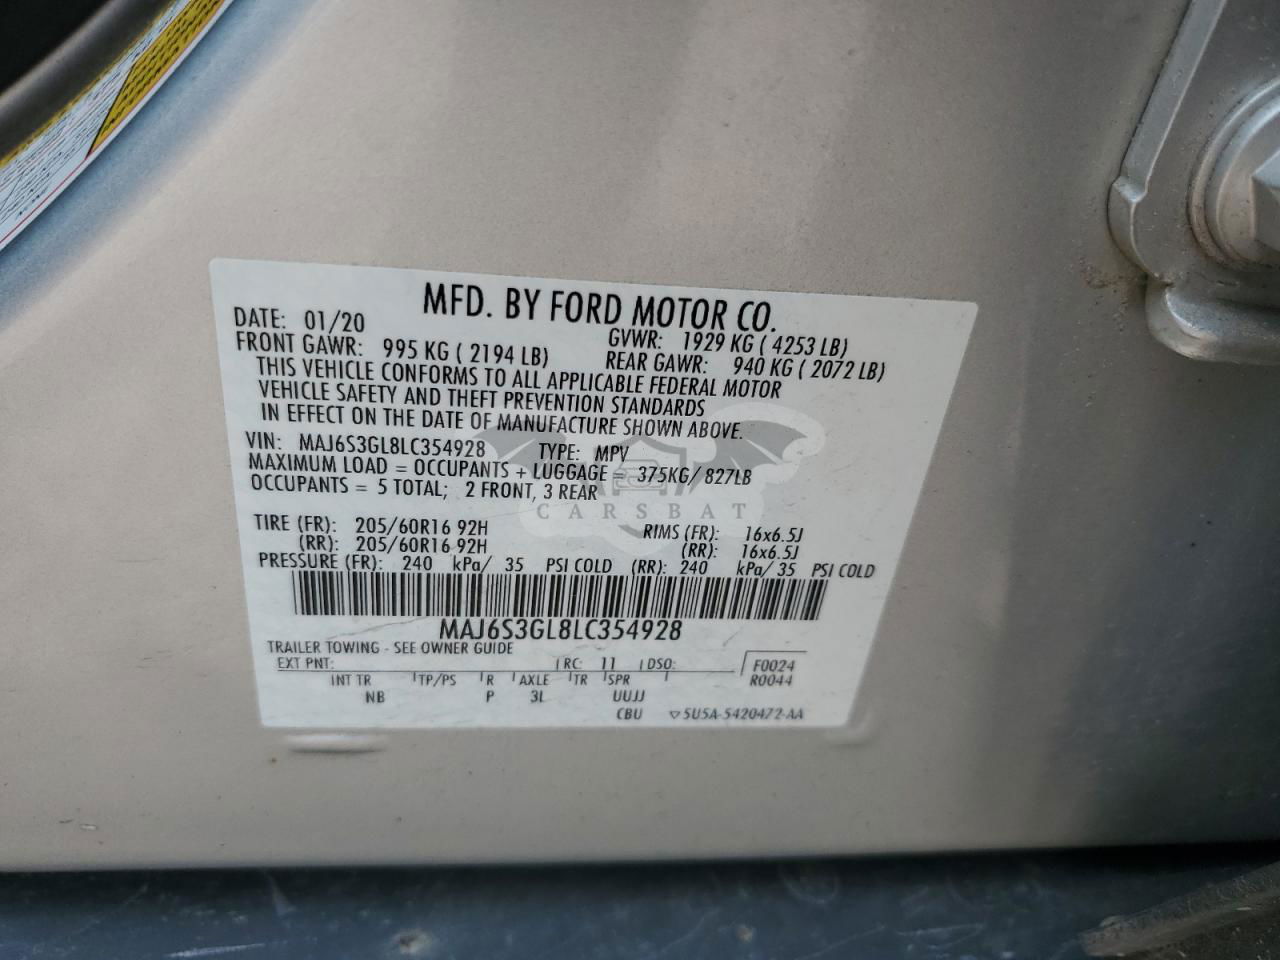 MFD. BY FORD MOTOR CO.
DATE: 01/20 GVWR: 1929 KG ( 4253 LB)
FRONT GAWR: 995 KG ( 2194 LB) REAR GAWR: 940 KG ( 2072 LB)
THIS VEHICLE CONFORMS TO ALL APPLICABLE FEDERAL MOTOR
VEHICLE SAFETY AND THEFT PREVENTION STANDARDS
IN EFFECT ON THE DATE OF MANUFACTURE SHOWN ABOVE.
VIN: MAJ6S3GL8LC354928 TYPE: MPV
MAXIMUM LOAD = OCCUPANTS + LUGGAGE = 375KG/ 827LB
OCCUPANTS = 5 TOTAL; 2 FRONT, 3 REAR
CARSBAT
TIRE (FR): 205/60R16 92H RIMS (FR): 16x6.5J
(RR): 205/60R16 92H (RR): 16x6.5J
PRESSURE (FR): 240 kPa/ 35 PSI COLD (RR): 240 kPa/ 35 PSI COLD
MAJ6S3GL8LC354928
TRAILER TOWING - SEE OWNER GUIDE
EXT PNT: RC: 11 DSO: F0024
INT TR TP/PS R AXLE TR SPR R0044
NB P 3L UUJJ
CBU ▽5U5A-5420472-AA